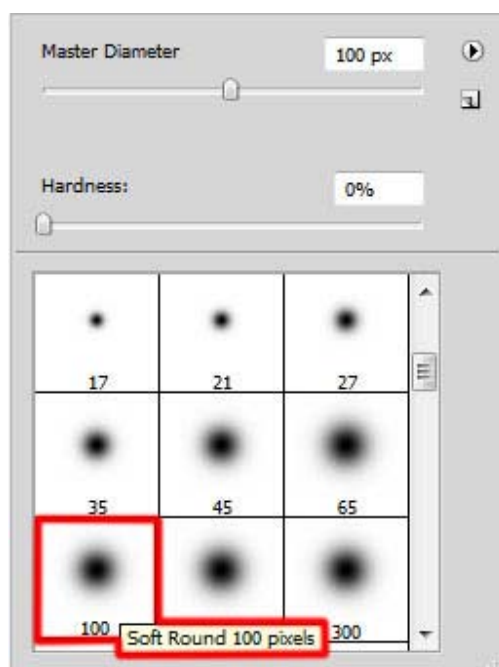 Master Diameter 100 px
Hardness: 0%
17 21 27
35 45 65
100 300
Soft Round 100 pixels